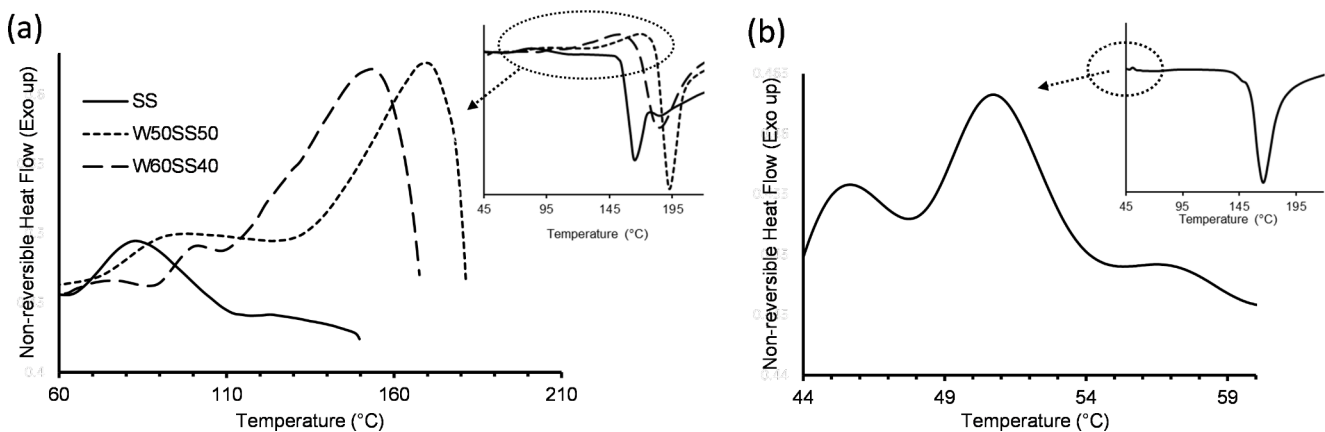 (a)
Non-reversible Heat Flow (Exo up)
SS
W50SS50
W60SS40
60
110
160
210
Temperature (°C)
45
95
145
195
Temperature (°C)
(b)
Non-reversible Heat Flow (Exo up)
44
49
54
59
Temperature (°C)
45
95
145
195
Temperature (°C)